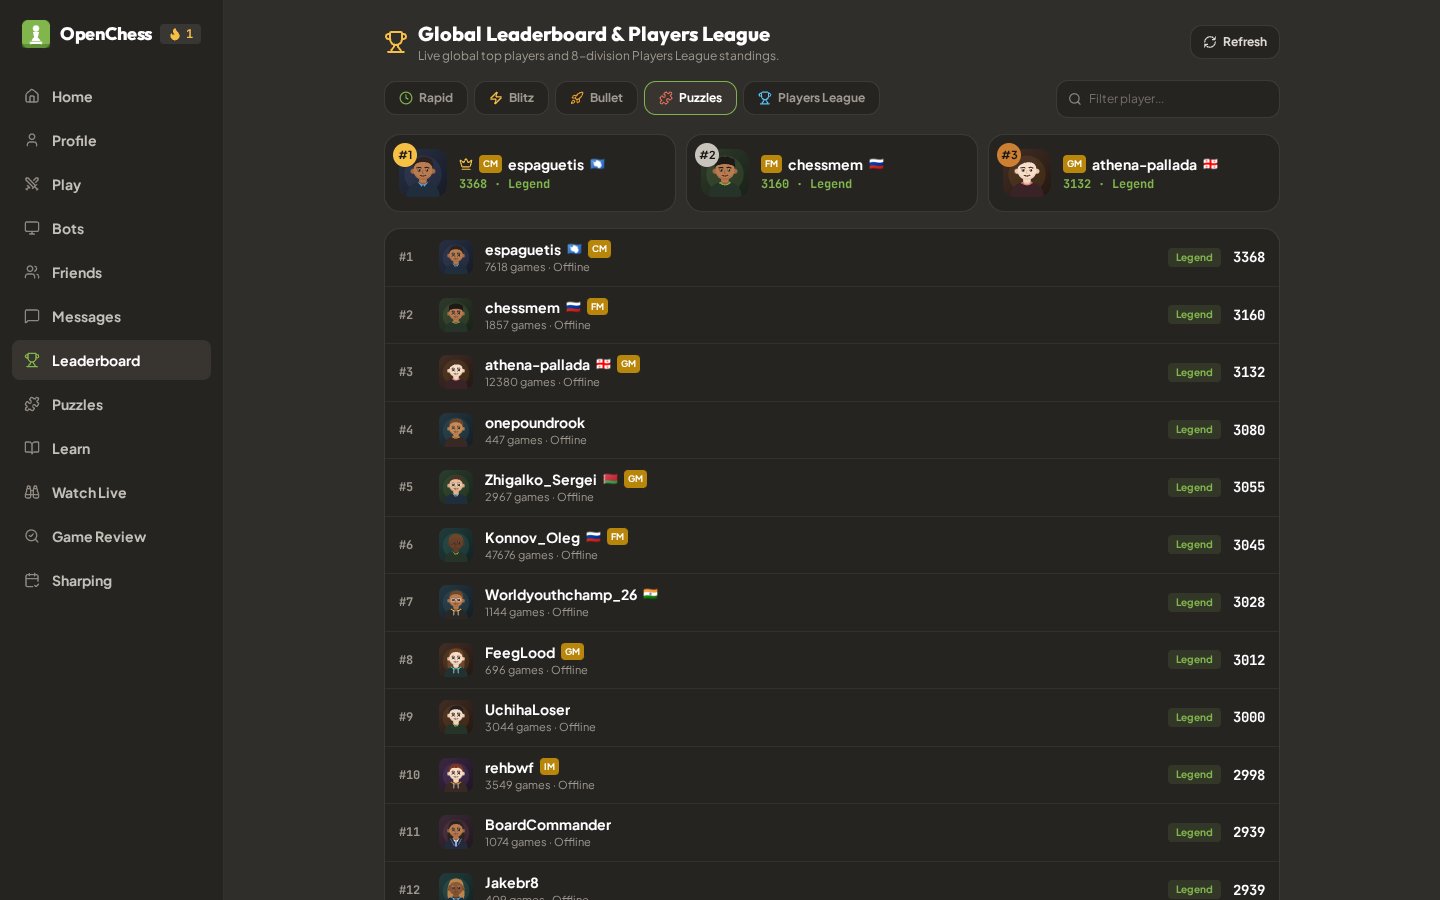 OpenChess 1
Home
Profile
Play
Bots
Friends
Messages
Leaderboard
Puzzles
Learn
Watch Live
Game Review
Sharping
Global Leaderboard & Players League
Live global top players and 8-division Players League standings.
Refresh
Rapid Blitz Bullet Puzzles Players League
Filter player...
#1 CM espaguetis
3368 · Legend
#2 FM chessmem
3160 · Legend
#3 GM athena-pallada
3132 · Legend
#1 espaguetis CM Legend 3368
7618 games · Offline
#2 chessmem FM Legend 3160
1857 games · Offline
#3 athena-pallada GM Legend 3132
12380 games · Offline
#4 onepoundrook Legend 3080
447 games · Offline
#5 Zhigalko_Sergei GM Legend 3055
2967 games · Offline
#6 Konnov_Oleg FM Legend 3045
47676 games · Offline
#7 Worldyouthchamp_26 Legend 3028
1144 games · Offline
#8 FeegLood GM Legend 3012
696 games · Offline
#9 UchihaLoser Legend 3000
3044 games · Offline
#10 rehbwf IM Legend 2998
3549 games · Offline
#11 BoardCommander Legend 2939
1074 games · Offline
#12 Jakebr8 Legend 2939
games · Offline